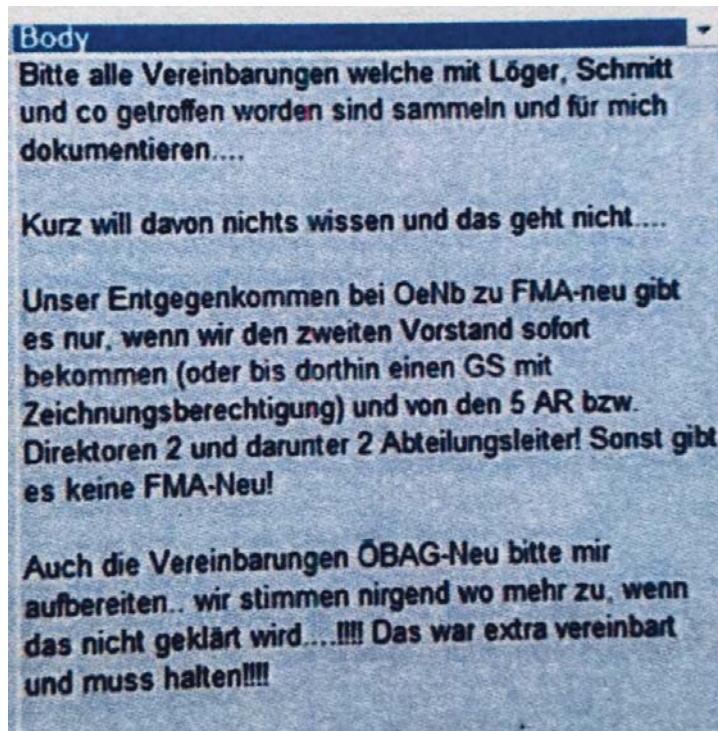 Body
Bitte alle Vereinbarungen welche mit Löger, Schmitt
und co getroffen worden sind sammeln und für mich
dokumentieren....
Kurz will davon nichts wissen und das geht nicht....
Unser Entgegenkommen bei OeNb zu FMA-neu gibt
es nur, wenn wir den zweiten Vorstand sofort
bekommen (oder bis dorthin einen GS mit
Zeichnungsberechtigung) und von den 5 AR bzw.
Direktoren 2 und darunter 2 Abteilungsleiter! Sonst gibt
es keine FMA-Neu!
Auch die Vereinbarungen ÖBAG-Neu bitte mir
aufbereiten.. wir stimmen nirgend wo mehr zu, wenn
das nicht geklärt wird....!!!! Das war extra vereinbart
und muss halten!!!!